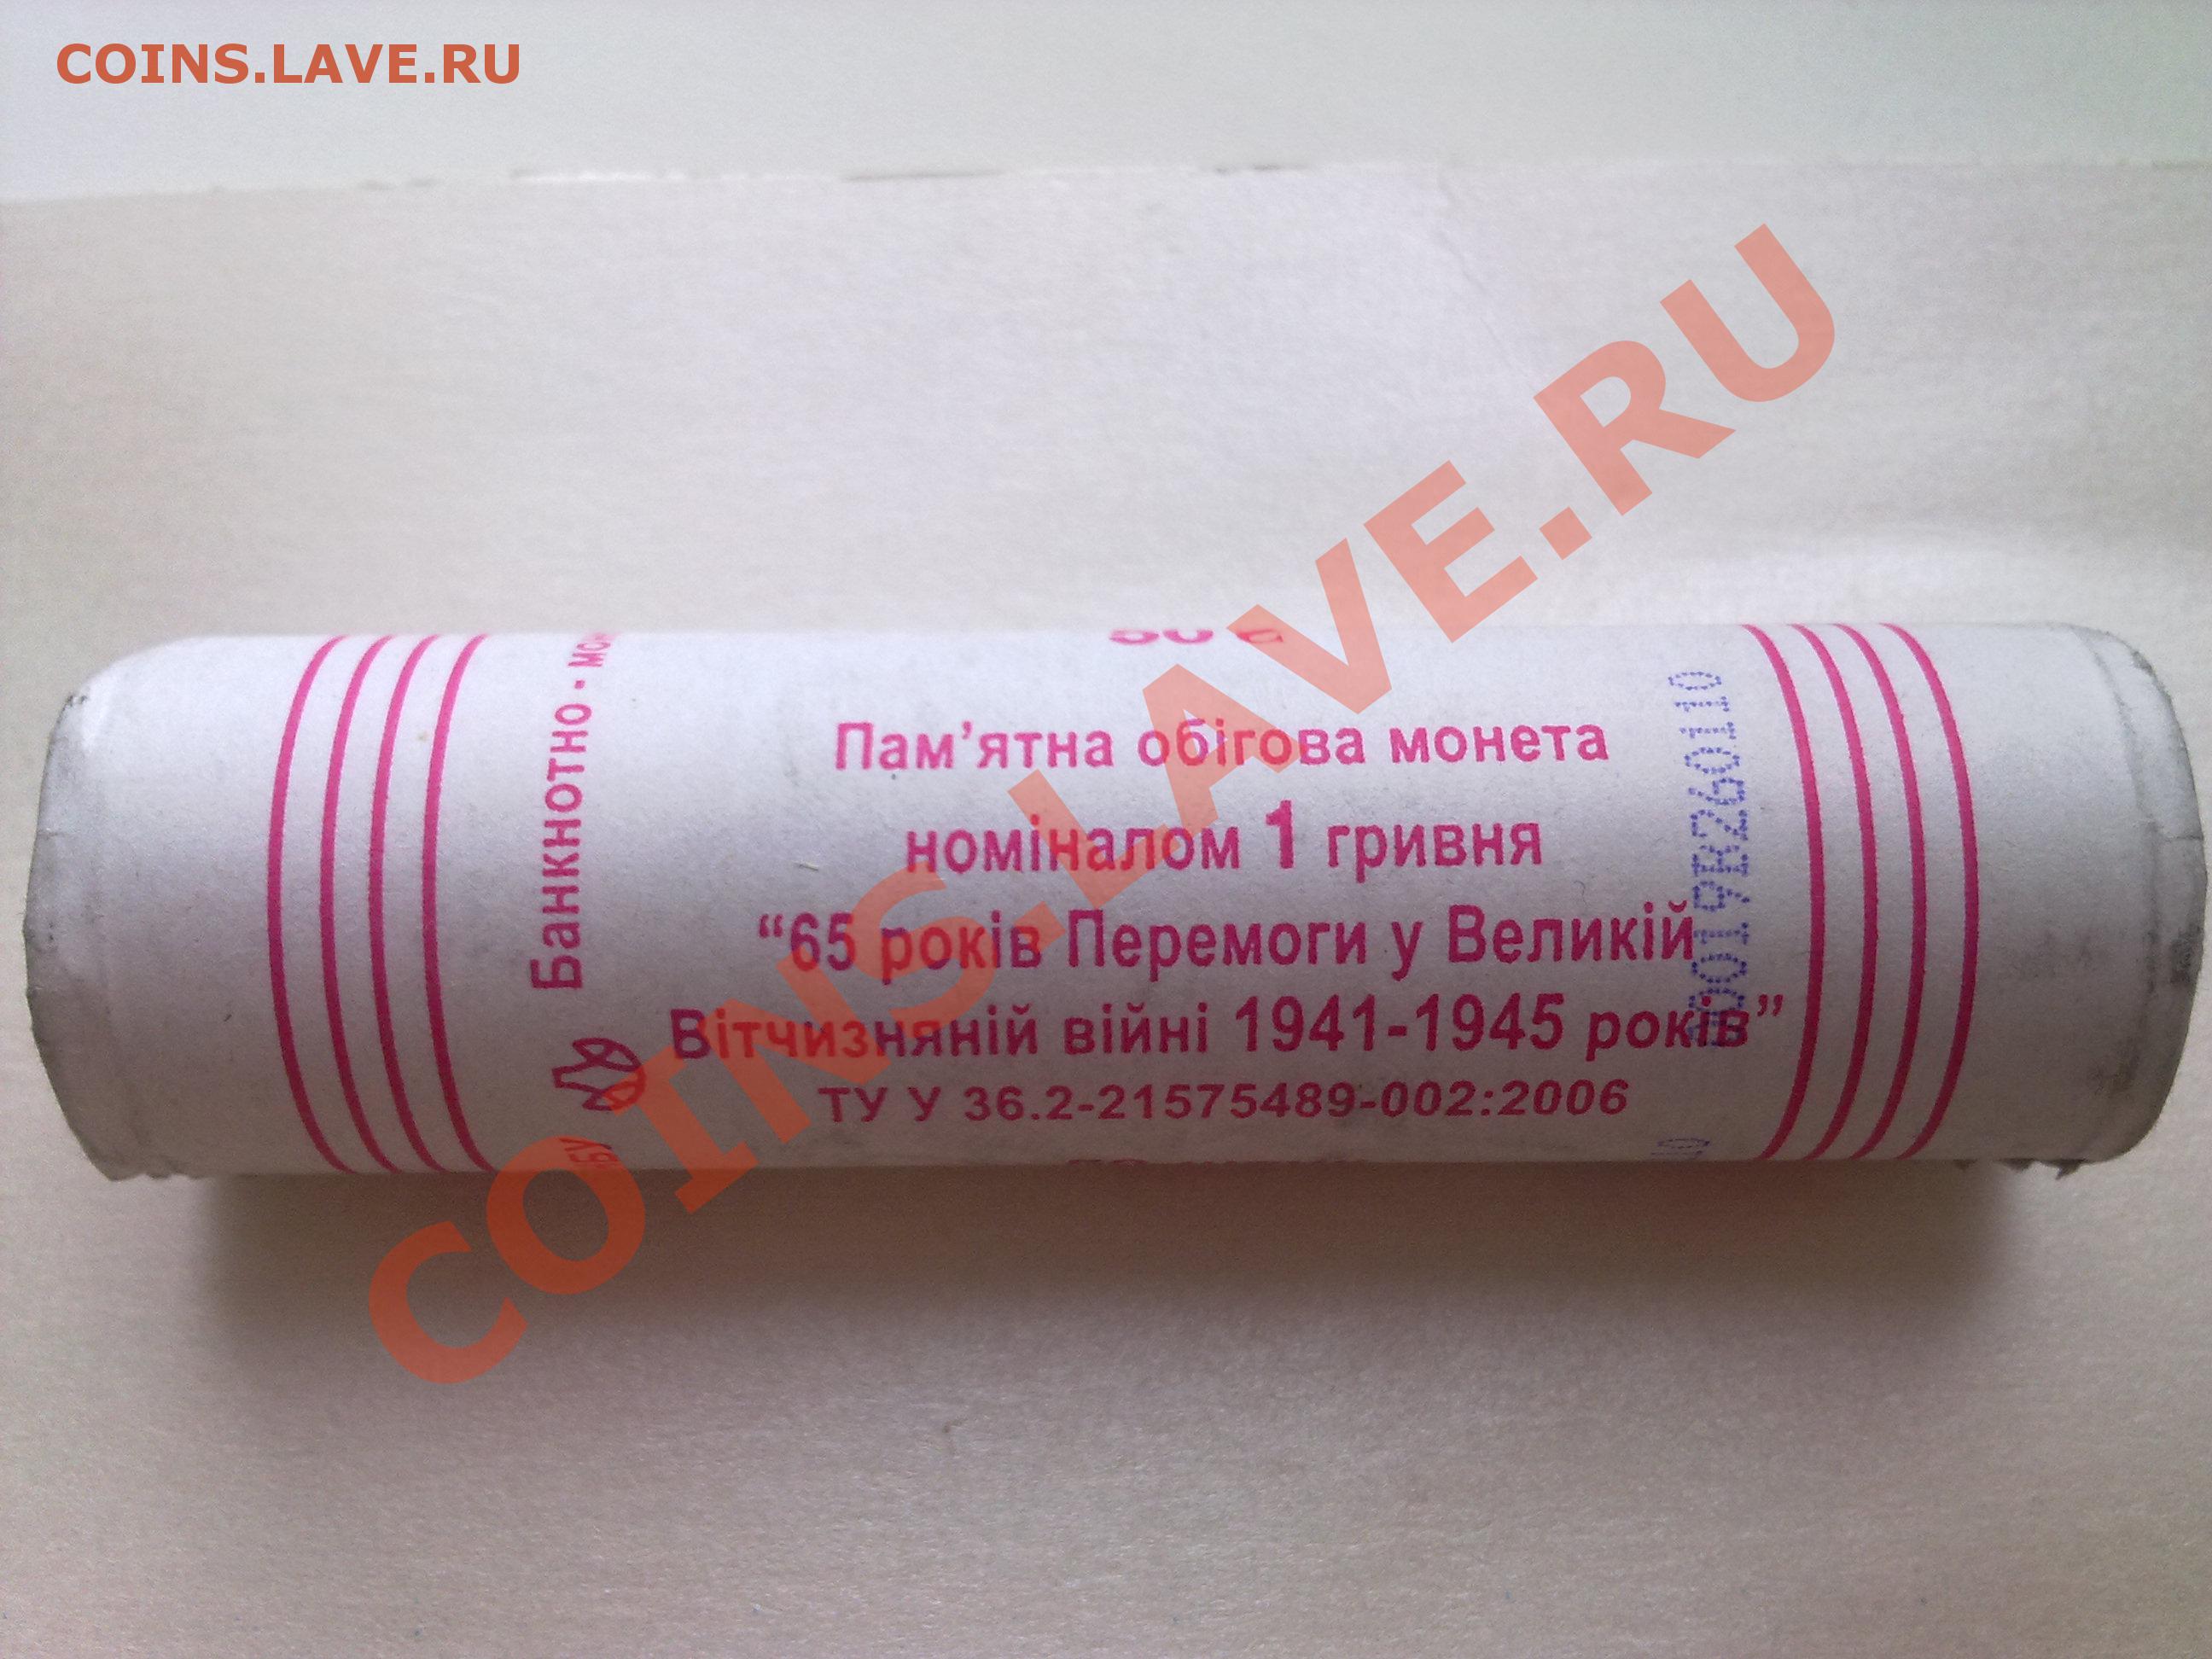 COINS.LAVE.RU
Банкнотно -
Пам’ятна обігова монета
номіналом 1 гривня
“65 років Перемоги у Великій
Вітчизняній війні 1941-1945 років”
ТУ У 36.2-21575489-002:2006
COINS.LAVE.RU